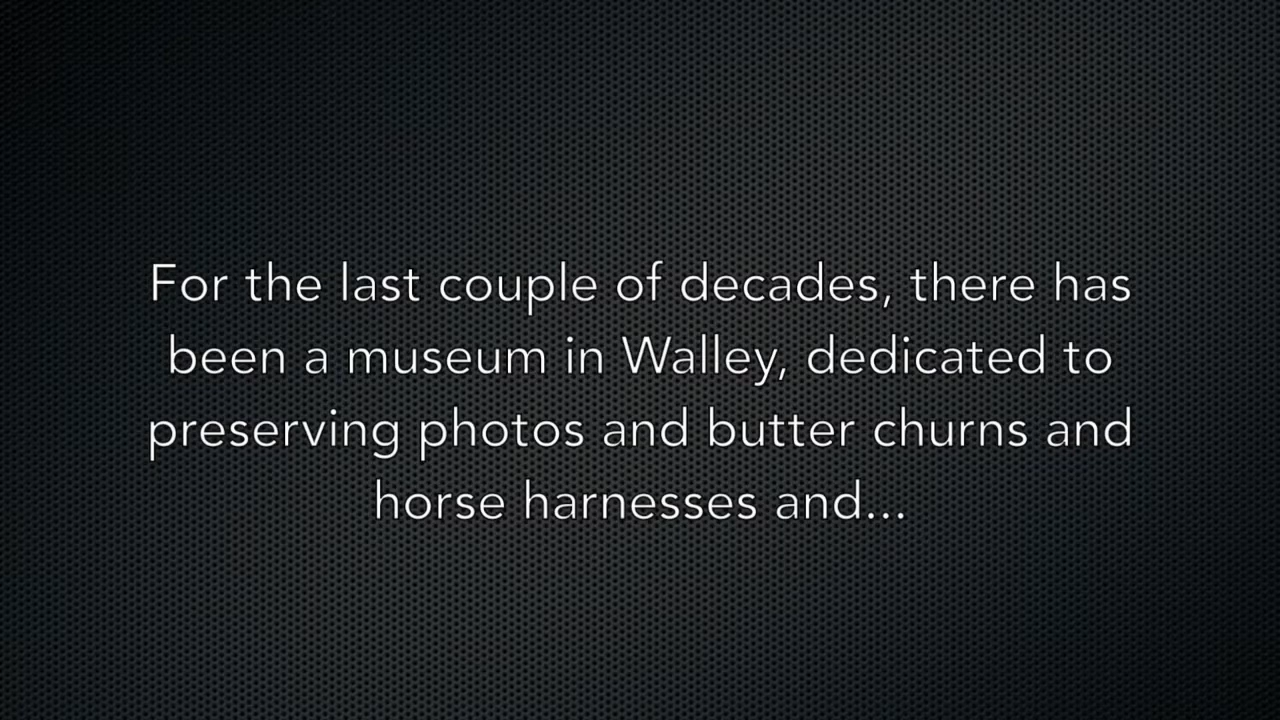 For the last couple of decades, there has
been a museum in Walley, dedicated to
preserving photos and butter churns and
horse harnesses and...